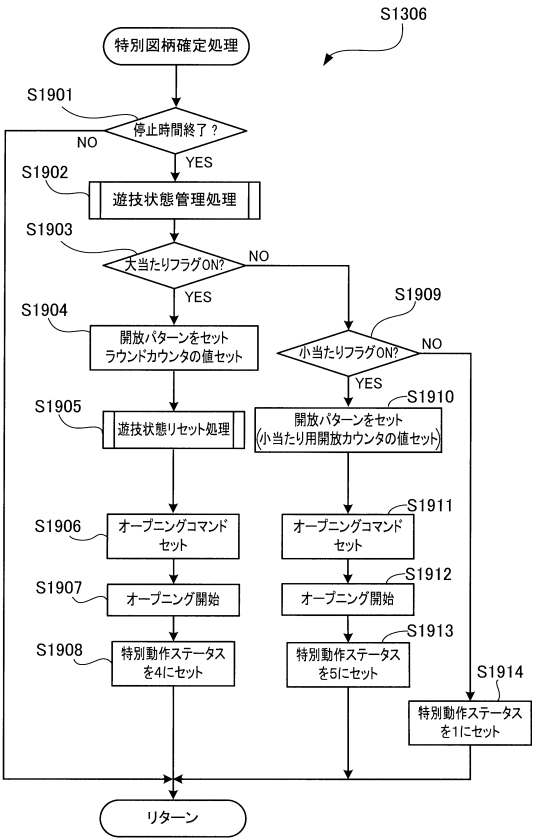 S1306
特別図柄確定処理
S1901
停止時間終了？
NO
YES
S1902
遊技状態管理処理
S1903
大当たりフラグON?
NO
YES
S1904
開放パターンをセット
ラウンドカウンタの値セット
S1905
遊技状態リセット処理
S1906
オープニングコマンド
セット
S1907
オープニング開始
S1908
特別動作ステータス
を4にセット
S1909
小当たりフラグON?
NO
YES
S1910
開放パターンをセット
(小当たり用開放カウンタの値セット)
S1911
オープニングコマンド
セット
S1912
オープニング開始
S1913
特別動作ステータス
を5にセット
S1914
特別動作ステータス
を1にセット
リターン